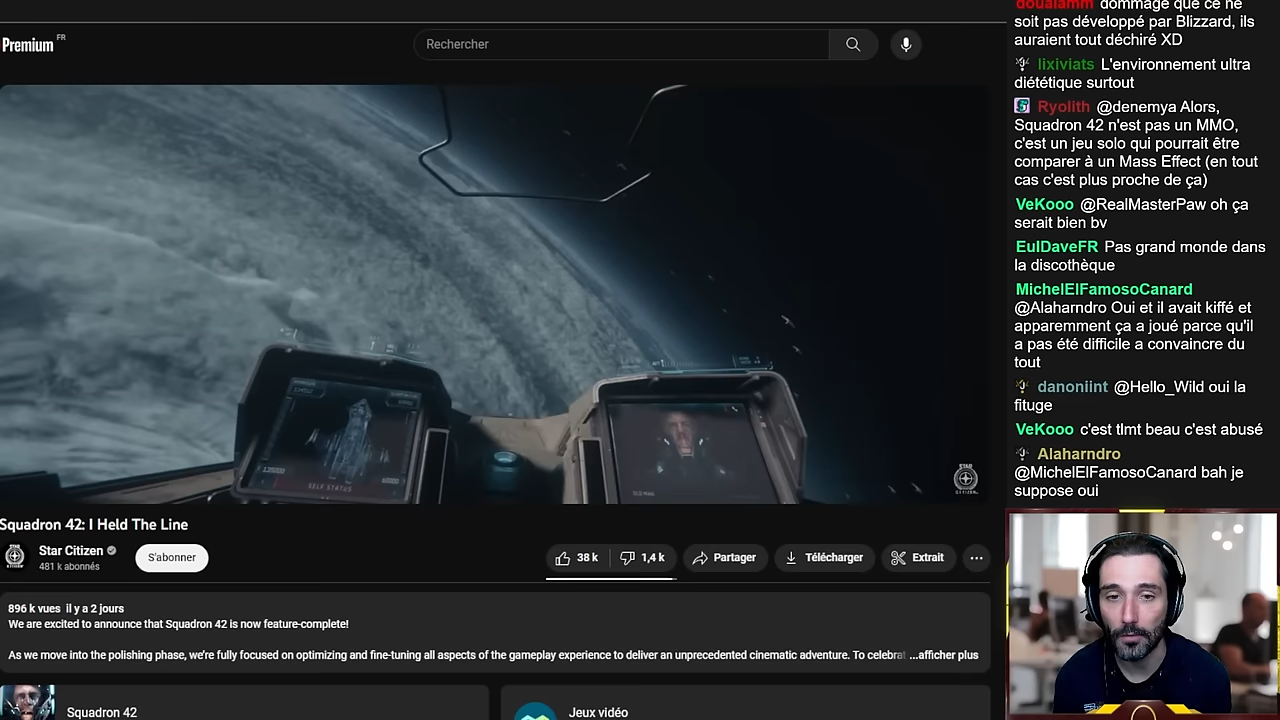 Premium FR
Rechercher
SELF STATUS
STAR
CITIZEN
Squadron 42: I Held The Line
Star Citizen
481 k abonnés
S'abonner
38 k
1,4 k
Partager
Télécharger
Extrait
896 k vues il y a 2 jours
We are excited to announce that Squadron 42 is now feature-complete!
As we move into the polishing phase, we're fully focused on optimizing and fine-tuning all aspects of the gameplay experience to deliver an unprecedented cinematic adventure. To celebrat ...afficher plus
Squadron 42
Jeux vidéo
doualamm dommage que ce ne
soit pas développé par Blizzard, ils
auraient tout déchiré XD
lixiviats L'environnement ultra
diététique surtout
Ryolith @denemya Alors,
Squadron 42 n'est pas un MMO,
c'est un jeu solo qui pourrait être
comparer à un Mass Effect (en tout
cas c'est plus proche de ça)
VeKooo @RealMasterPaw oh ça
serait bien bv
EulDaveFR Pas grand monde dans
la discothèque
MichelElFamosoCanard
@Alaharndro Oui et il avait kiffé et
apparemment ça a joué parce qu'il
a pas été difficile a convaincre du
tout
danoniint @Hello_Wild oui la
fituge
VeKooo c'est tlmt beau c'est abusé
Alaharndro
@MichelElFamosoCanard bah je
suppose oui